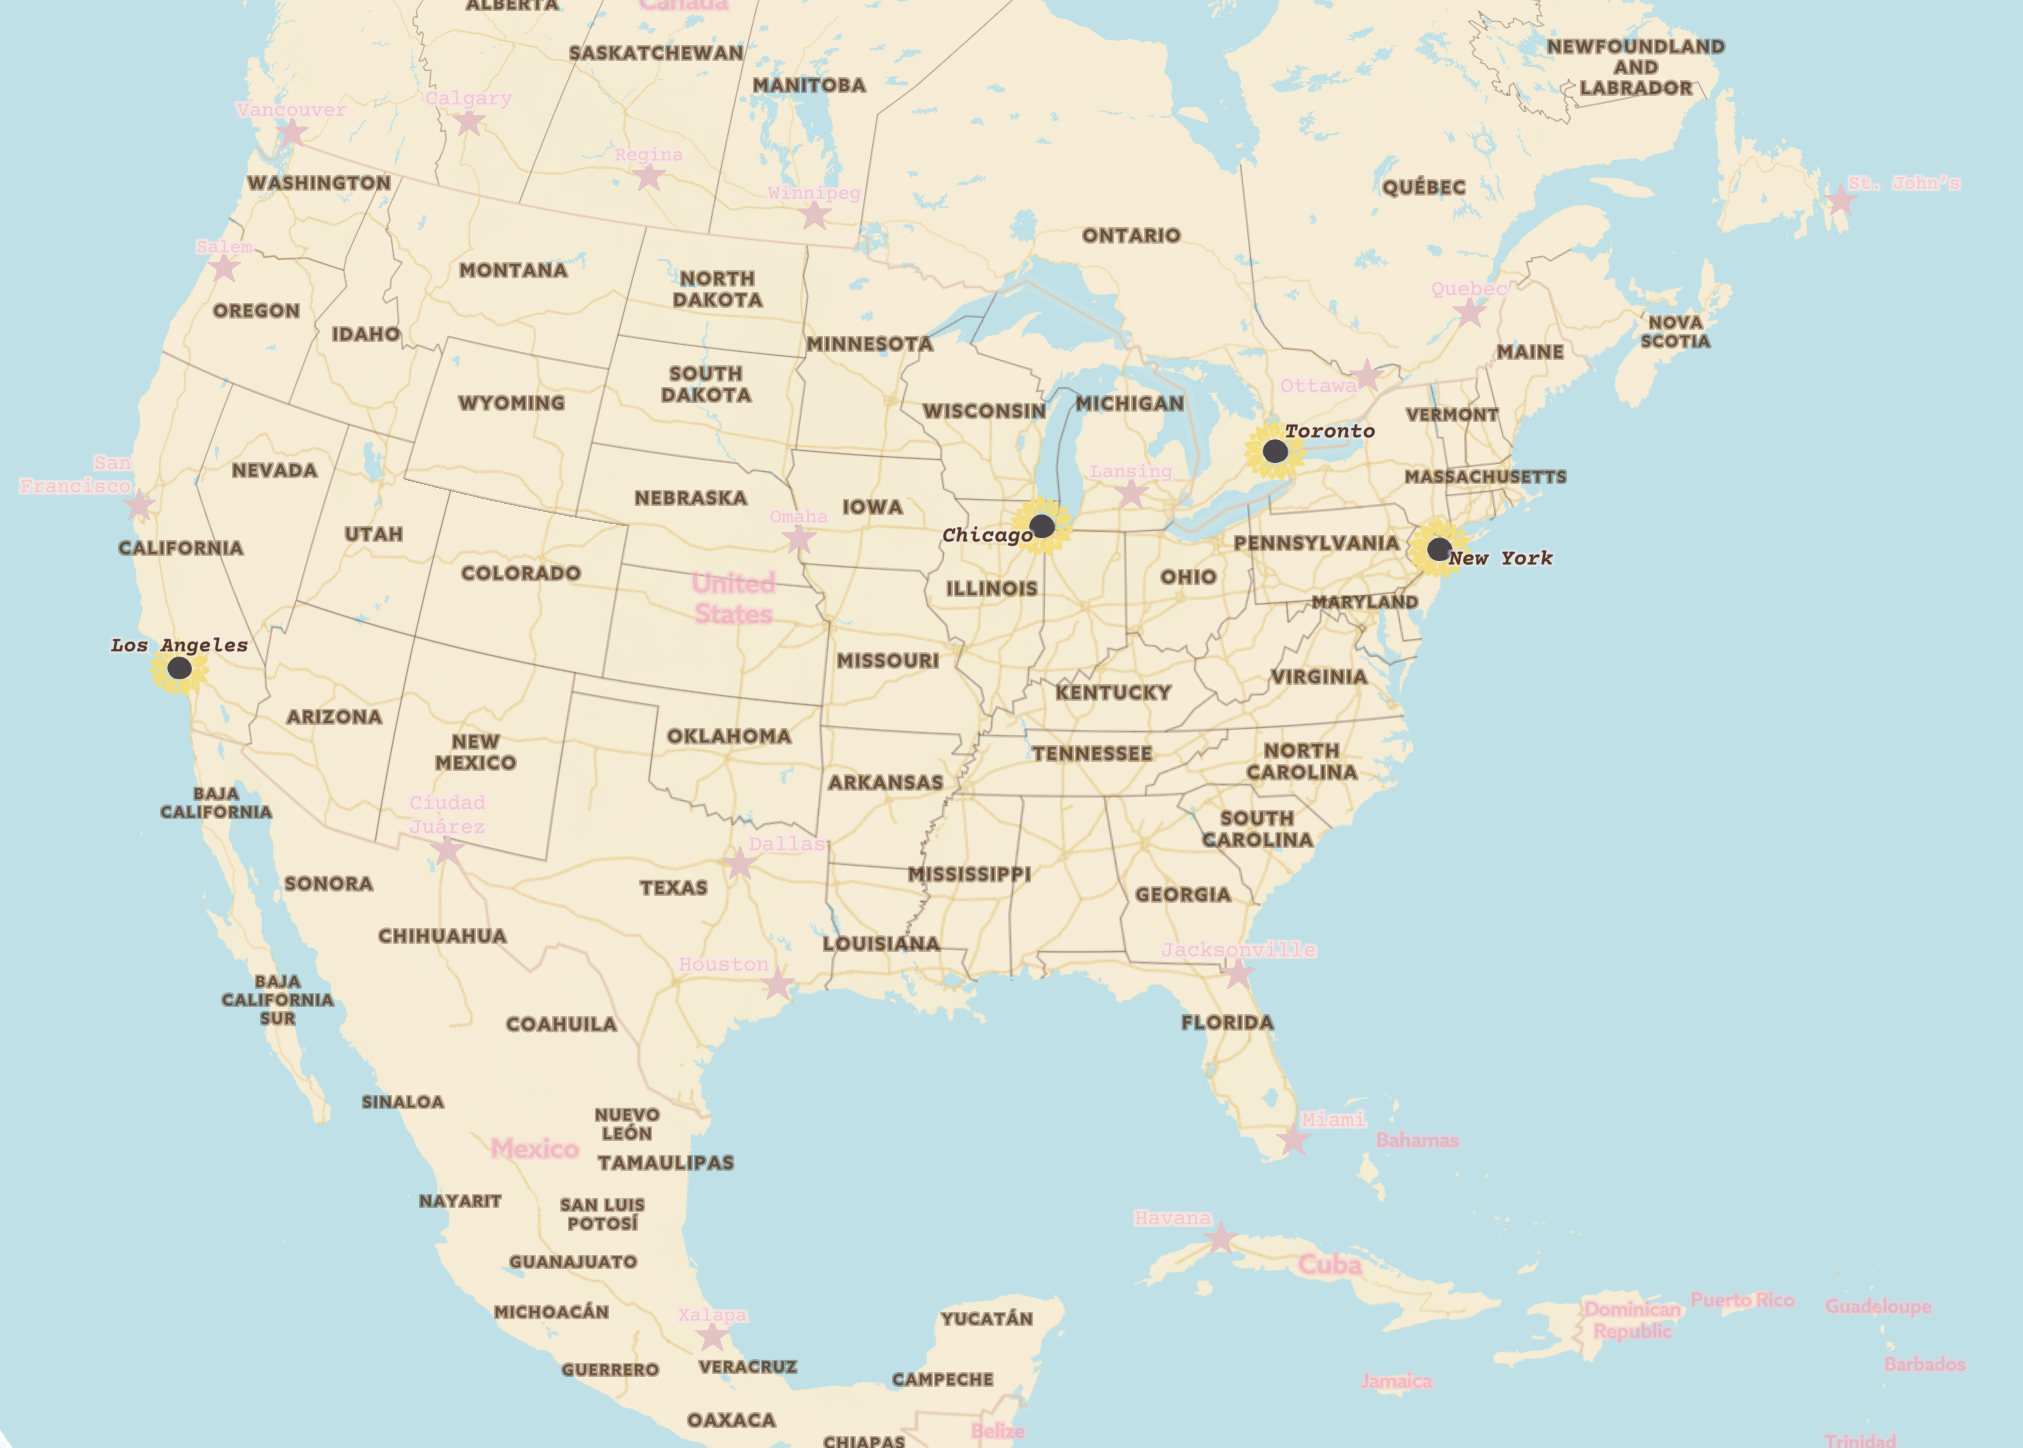 ALBERTA
Canada
SASKATCHEWAN
MANITOBA
NEWFOUNDLAND
AND
LABRADOR
Vancouver
Calgary
Regina
Winnipeg
WASHINGTON
QUÉBEC
St. John's
Salem
ONTARIO
MONTANA
NORTH
DAKOTA
Quebec
OREGON
IDAHO
MINNESOTA
NOVA
SCOTIA
MAINE
SOUTH
DAKOTA
Ottawa
WYOMING
WISCONSIN
MICHIGAN
VERMONT
Toronto
San
Francisco
NEVADA
Lansing
MASSACHUSETTS
NEBRASKA
IOWA
Omaha
Chicago
UTAH
CALIFORNIA
PENNSYLVANIA
New York
COLORADO
United
States
ILLINOIS
OHIO
MARYLAND
Los Angeles
MISSOURI
VIRGINIA
KENTUCKY
ARIZONA
NEW
MEXICO
OKLAHOMA
TENNESSEE
NORTH
CAROLINA
ARKANSAS
BAJA
CALIFORNIA
Ciudad
Juárez
SOUTH
CAROLINA
Dallas
SONORA
TEXAS
MISSISSIPPI
GEORGIA
CHIHUAHUA
LOUISIANA
Jacksonville
Houston
BAJA
CALIFORNIA
SUR
COAHUILA
FLORIDA
SINALOA
NUEVO
LEÓN
Miami
Bahamas
Mexico
TAMAULIPAS
NAYARIT
SAN LUIS
POTOSÍ
Havana
GUANAJUATO
Cuba
MICHOACÁN
Xalapa
YUCATÁN
Dominican
Republic
Puerto Rico
Guadeloupe
GUERRERO
VERACRUZ
CAMPECHE
Jamaica
Barbados
OAXACA
CHIAPAS
Belize
Trinidad